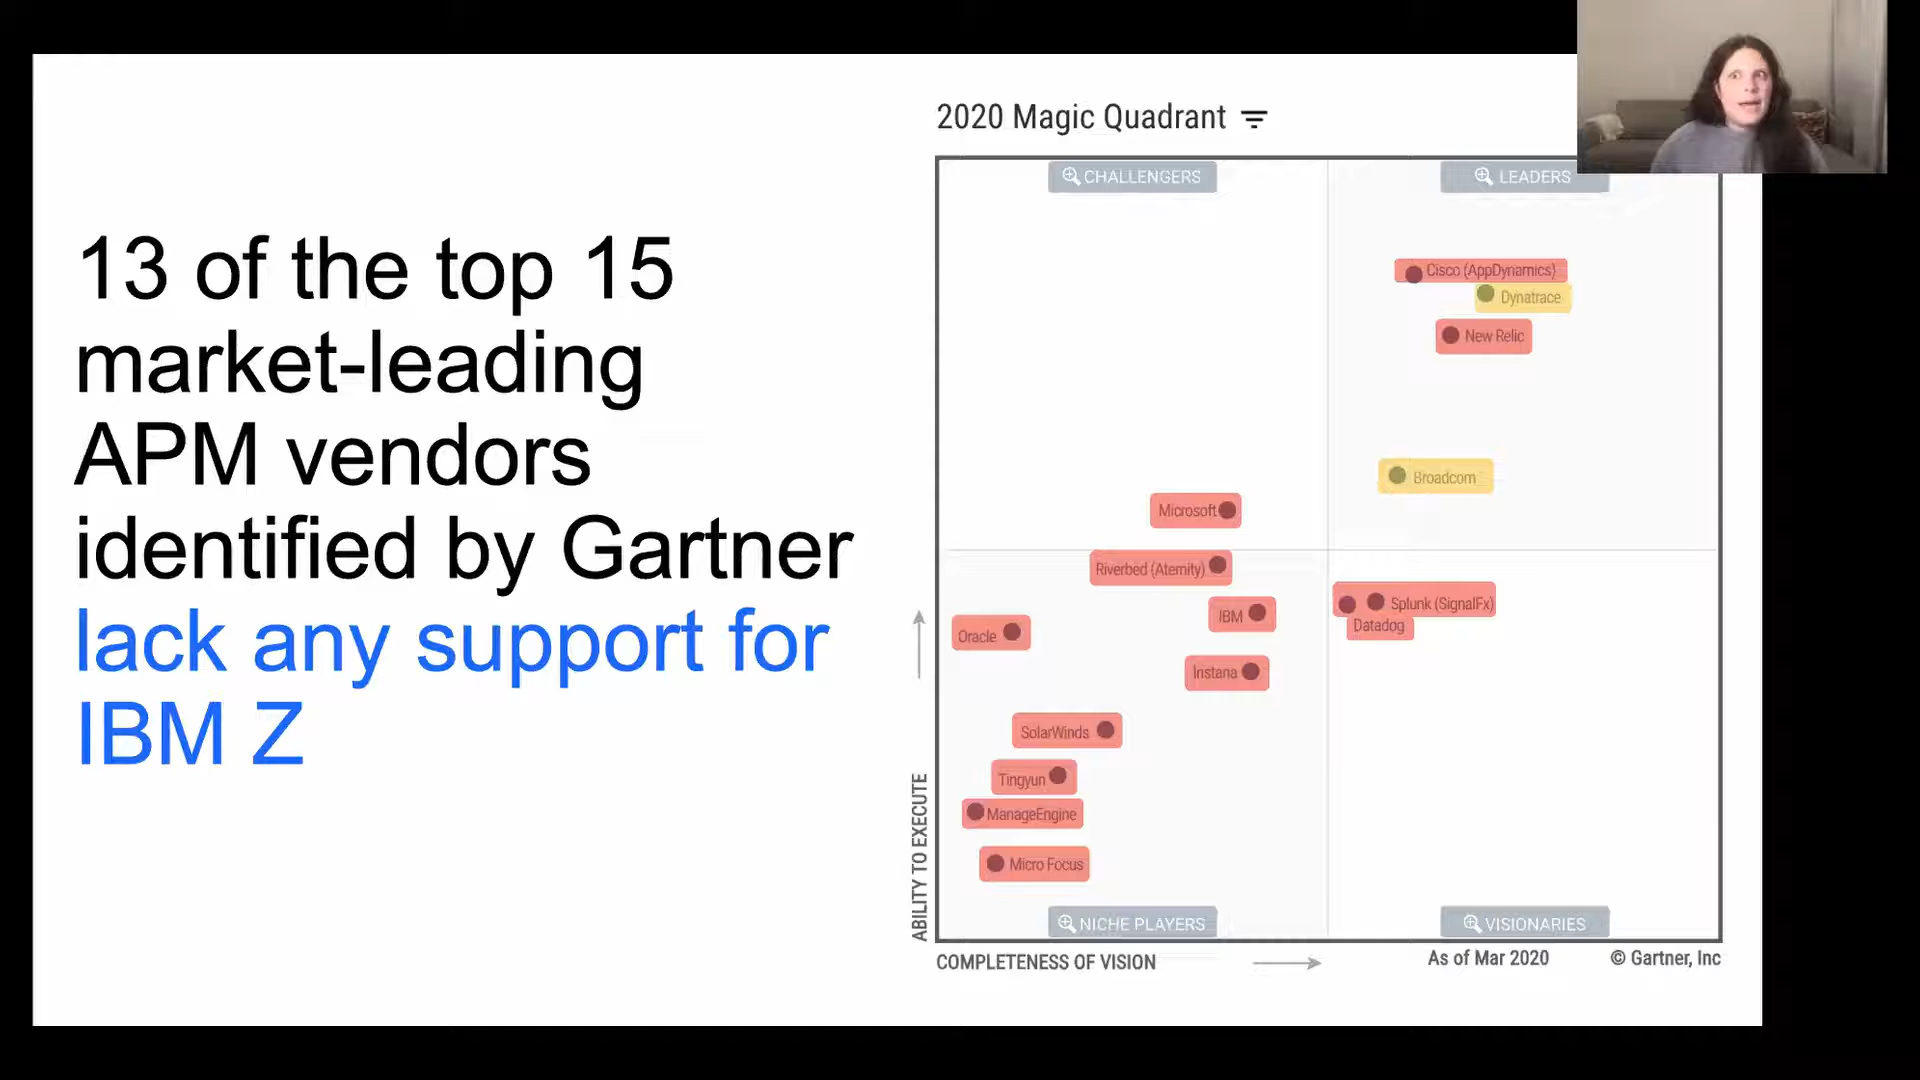 13 of the top 15
market-leading
APM vendors
identified by Gartner
lack any support for
IBM Z
2020 Magic Quadrant
CHALLENGERS
LEADERS
Cisco (AppDynamics)
Dynatrace
New Relic
Broadcom
Microsoft
Riverbed (Aternity)
IBM
Splunk (SignalFx)
Datadog
Oracle
Instana
SolarWinds
Tingyun
ManageEngine
Micro Focus
NICHE PLAYERS
VISIONARIES
ABILITY TO EXECUTE
COMPLETENESS OF VISION
As of Mar 2020
© Gartner, Inc